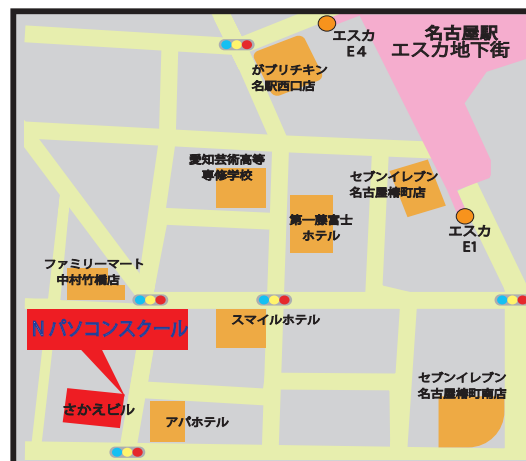 エスカ
E4
名古屋駅
エスカ地下街
がブリチキン
名駅西口店
愛知芸術高等
専修学校
セブンイレブン
名古屋椿町店
第一藤富士
ホテル
エスカ
E1
ファミリーマート
中村竹橋店
Nパソコンスクール
スマイルホテル
さかえビル
アパホテル
セブンイレブン
名古屋椿町南店